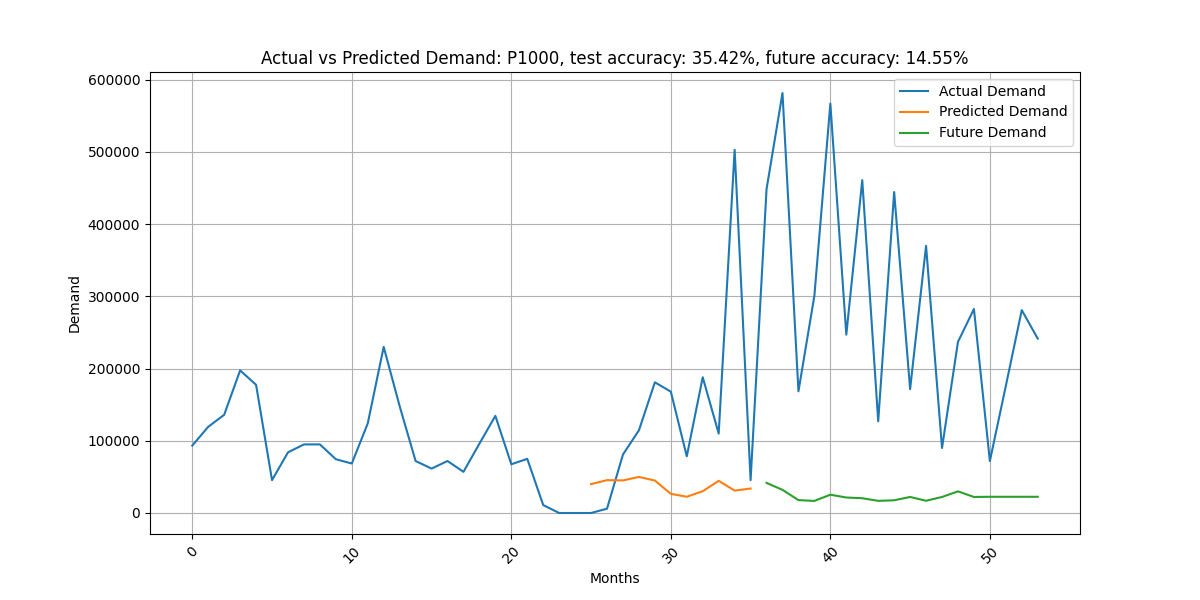 Actual vs Predicted Demand: P1000, test accuracy: 35.42%, future accuracy: 14.55%
600000
500000
400000
300000
200000
100000
0
Demand
Actual Demand
Predicted Demand
Future Demand
0
10
20
30
40
50
Months